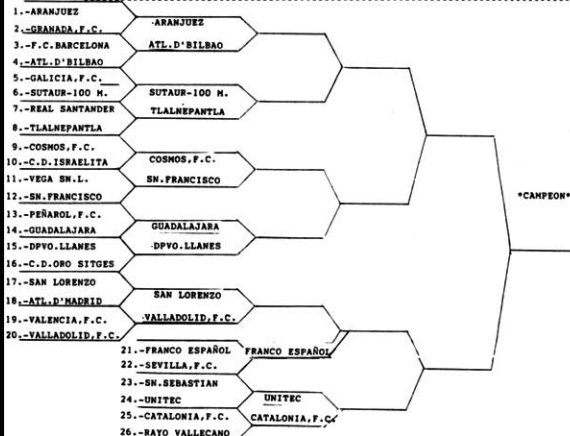 1.-ARANJUEZ
2.-GRANADA,F.C.
3.-F.C.BARCELONA
4.-ATL.D'BILBAO
5.-GALICIA,F.C.
6.-SUTAUR-100 M.
7.-REAL SANTANDER
8.-TLALNEPANTLA
9.-COSMOS,F.C.
10.-C.D.ISRAELITA
11.-VEGA SN.L.
12.-SN.FRANCISCO
13.-PEÑAROL,F.C.
14.-GUADALAJARA
15.-DPVO.LLANES
16.-C.D.ORO SITGES
17.-SAN LORENZO
18.-ATL.D'MADRID
19.-VALENCIA,F.C.
20.-VALLADOLID,F.C.
21.-FRANCO ESPAÑOL
22.-SEVILLA,F.C.
23.-SN.SEBASTIAN
24.-UNITEC
25.-CATALONIA,F.C.
26.-RAYO VALLECANO
ARANJUEZ
ATL.D'BILBAO
SUTAUR-100 M.
TLALNEPANTLA
COSMOS,F.C.
SN.FRANCISCO
GUADALAJARA
DPVO.LLANES
SAN LORENZO
VALLADOLID,F.C.
FRANCO ESPAÑOL
UNITEC
CATALONIA,F.C.
*CAMPEON*